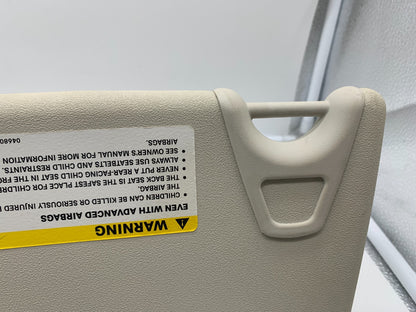 WARNING
EVEN WITH ADVANCED AIRBAGS
• CHILDREN CAN BE KILLED OR SERIOUSLY INJURED
THE AIRBAG.
• THE BACK SEAT IS THE SAFEST PLACE FOR
• NEVER PUT A REAR-FACING CHILD SEAT IN THE
• ALWAYS USE SEATBELTS AND CHILD RESTRAINTS.
• SEE OWNER'S MANUAL FOR MORE INFORMATION
AIRBAGS.